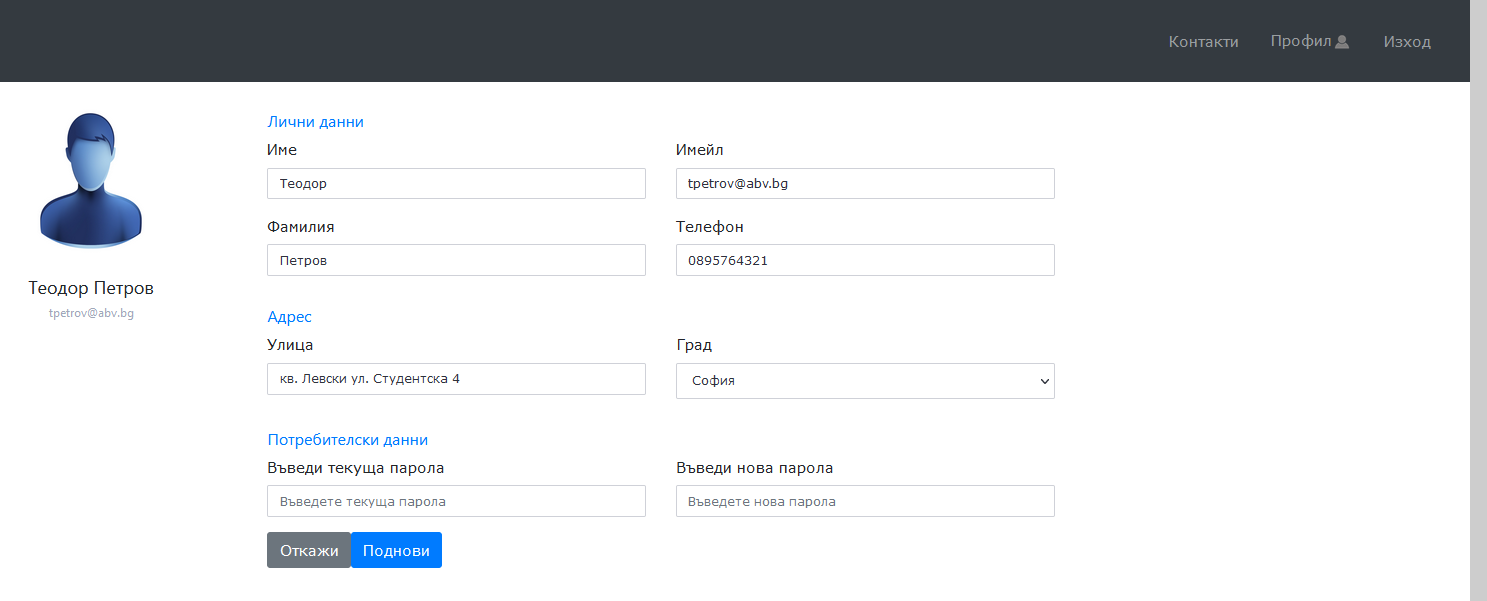 Контакти Профил Изход
Теодор Петров
tpetrov@abv.bg
Лични данни
Име Имейл
Теодор tpetrov@abv.bg
Фамилия Телефон
Петров 0895764321
Адрес
Улица Град
кв. Левски ул. Студентска 4 София
Потребителски данни
Въведи текуща парола Въведи нова парола
Въведете текуща парола Въведете нова парола
Откажи Поднови